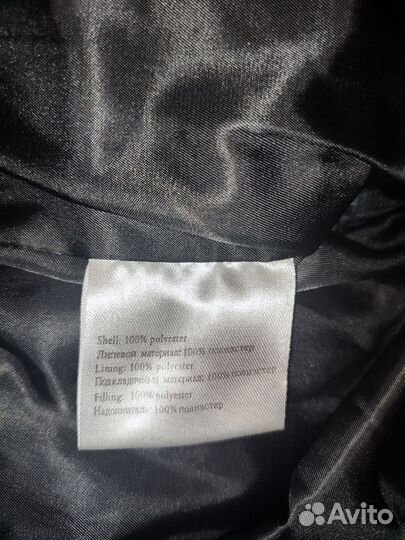 Shell: 100% polyester
Лицевой материал: 100% полиэстер
Lining: 100% polyester
Подкладочный материал: 100% полиэстер
Filling: 100% polyester
Наполнитель: 100% полиэстер
Avito